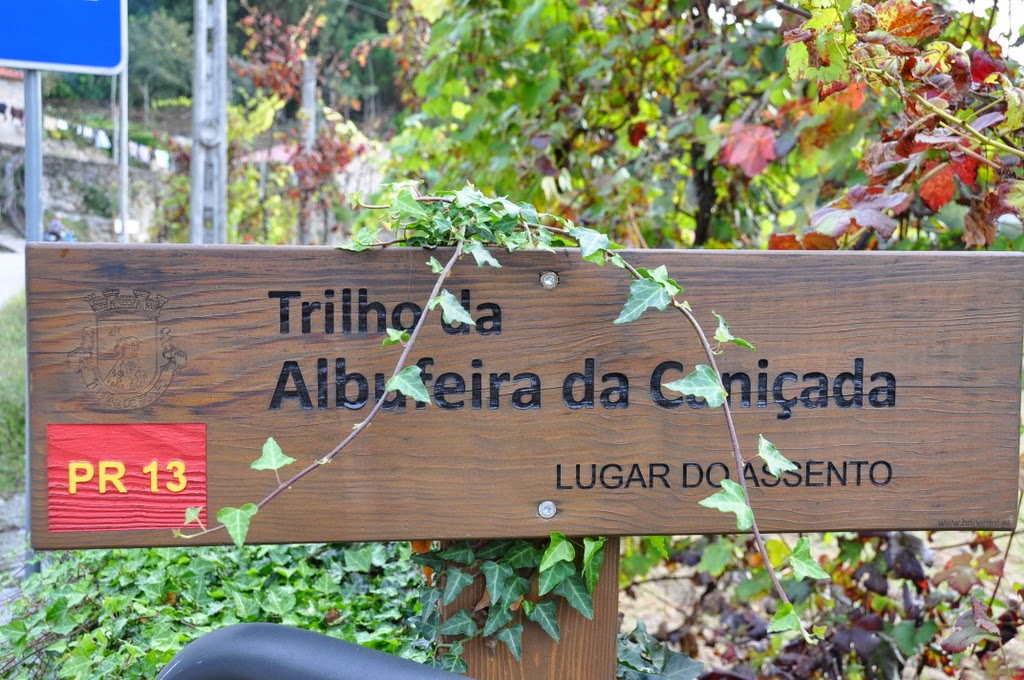 Trilho da
Albufeira da Caniçada
PR 13
LUGAR DO ASSENTO